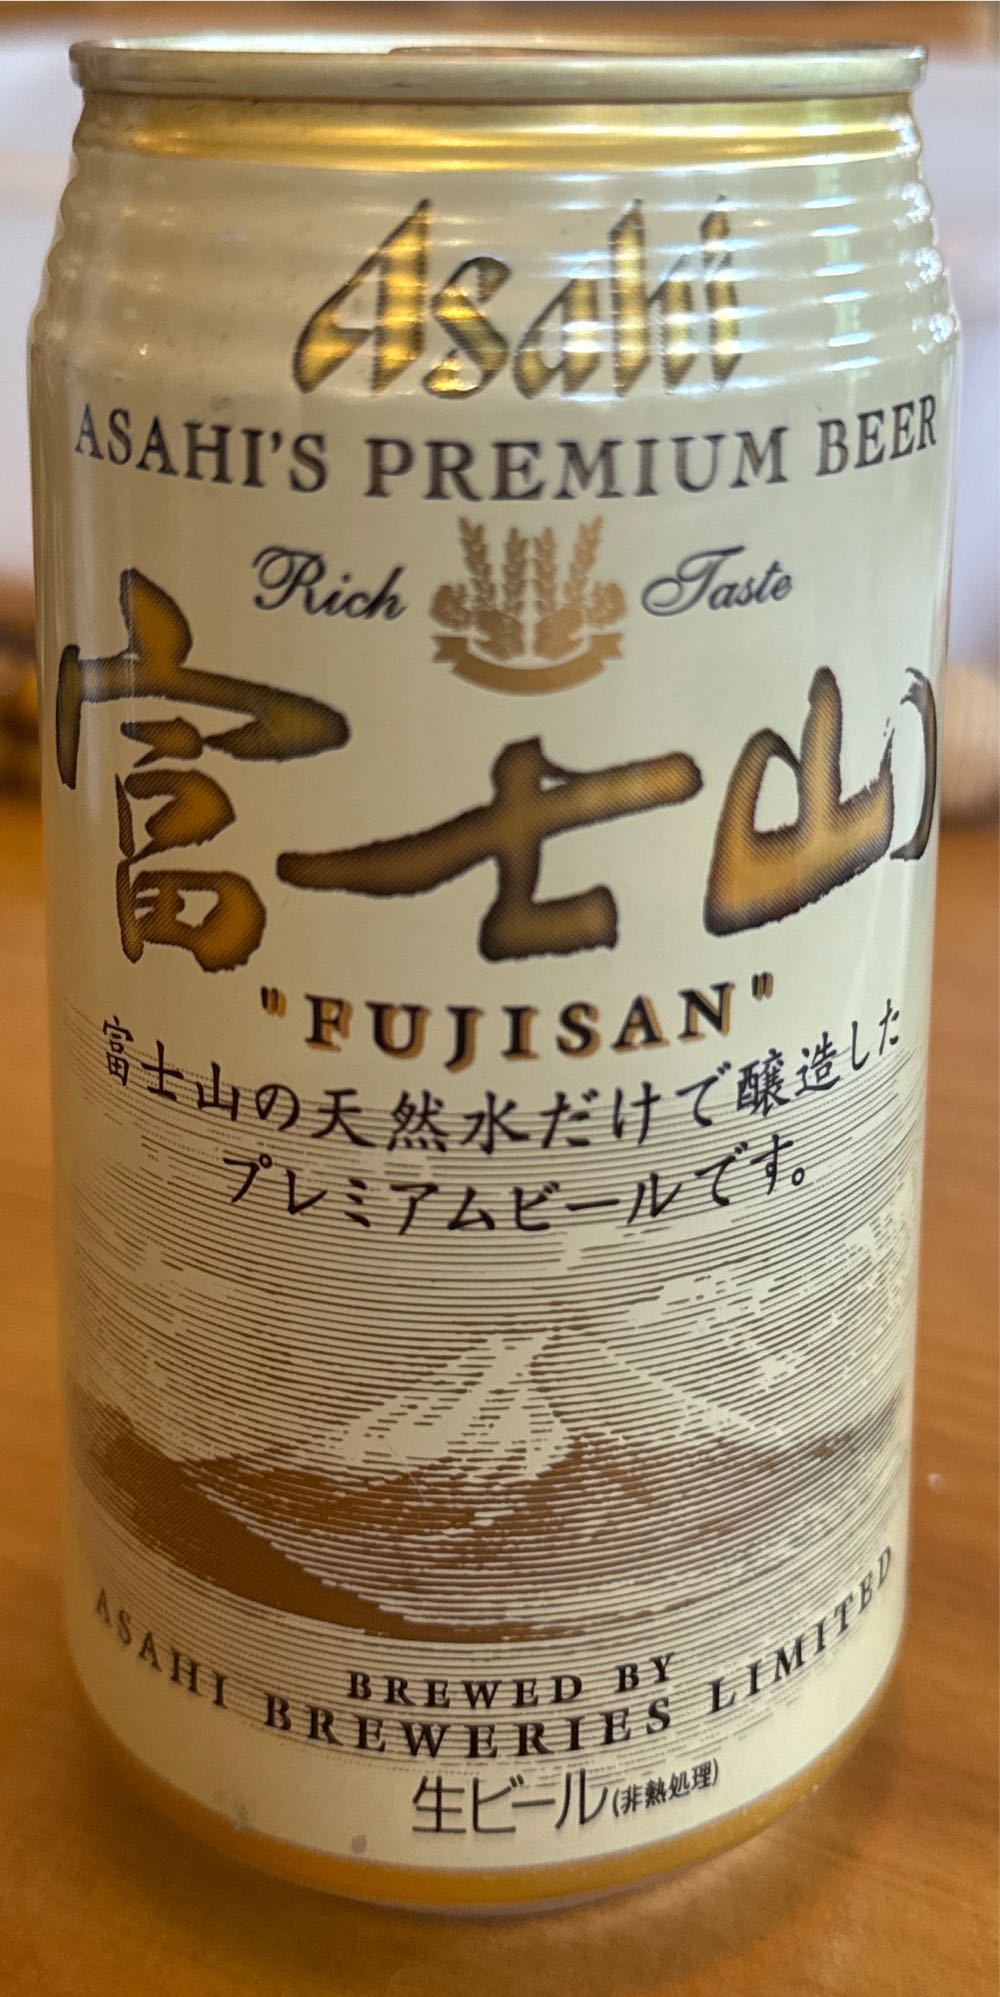 Asahi
ASAHI'S PREMIUM BEER
Rich Taste
富士山
"FUJISAN"
富士山の天然水だけで醸造した
プレミアムビールです。
BREWED BY
ASAHI BREWERIES LIMITED
生ビール(非熱処理)